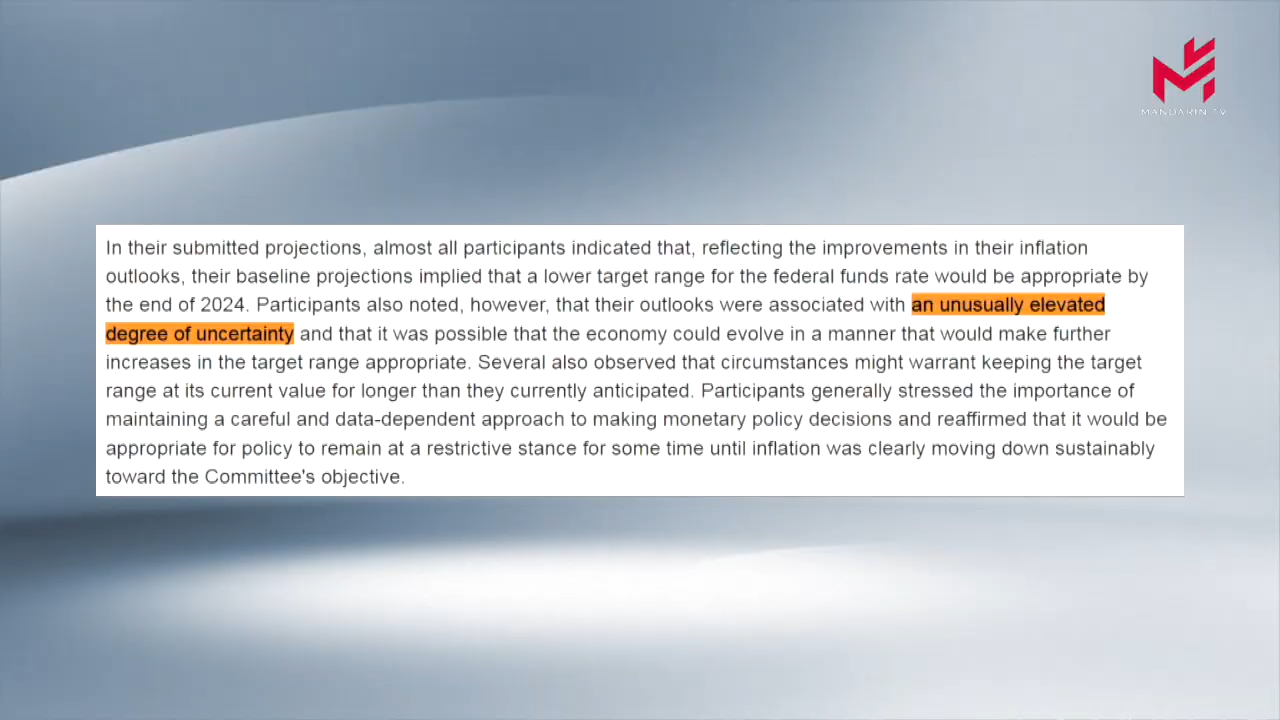 MANDARIN TV
In their submitted projections, almost all participants indicated that, reflecting the improvements in their inflation
outlooks, their baseline projections implied that a lower target range for the federal funds rate would be appropriate by
the end of 2024. Participants also noted, however, that their outlooks were associated with an unusually elevated
degree of uncertainty and that it was possible that the economy could evolve in a manner that would make further
increases in the target range appropriate. Several also observed that circumstances might warrant keeping the target
range at its current value for longer than they currently anticipated. Participants generally stressed the importance of
maintaining a careful and data-dependent approach to making monetary policy decisions and reaffirmed that it would be
appropriate for policy to remain at a restrictive stance for some time until inflation was clearly moving down sustainably
toward the Committee's objective.